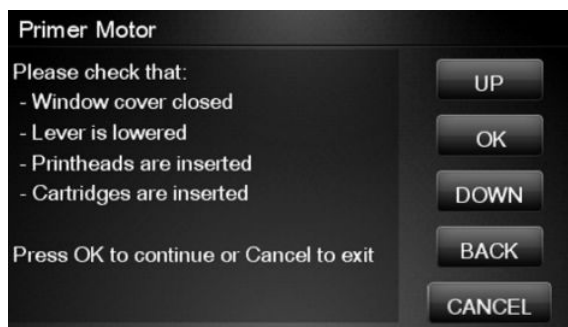 Primer Motor
Please check that:
- Window cover closed
- Lever is lowered
- Printheads are inserted
- Cartridges are inserted
Press OK to continue or Cancel to exit
UP
OK
DOWN
BACK
CANCEL